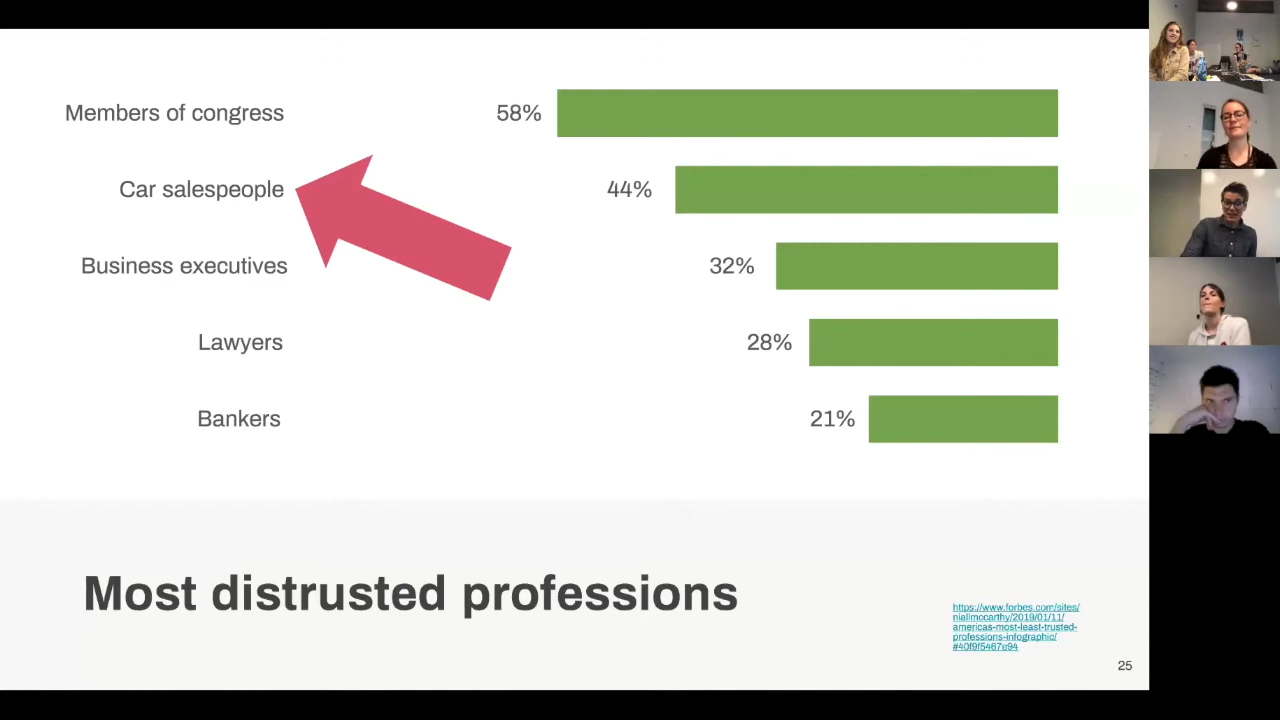 Members of congress 58%
Car salespeople 44%
Business executives 32%
Lawyers 28%
Bankers 21%
Most distrusted professions
https://www.forbes.com/sites/
niallmccarthy/2019/01/11/
americas-most-least-trusted-
professions-infographic/
#40f9f5467e94
25